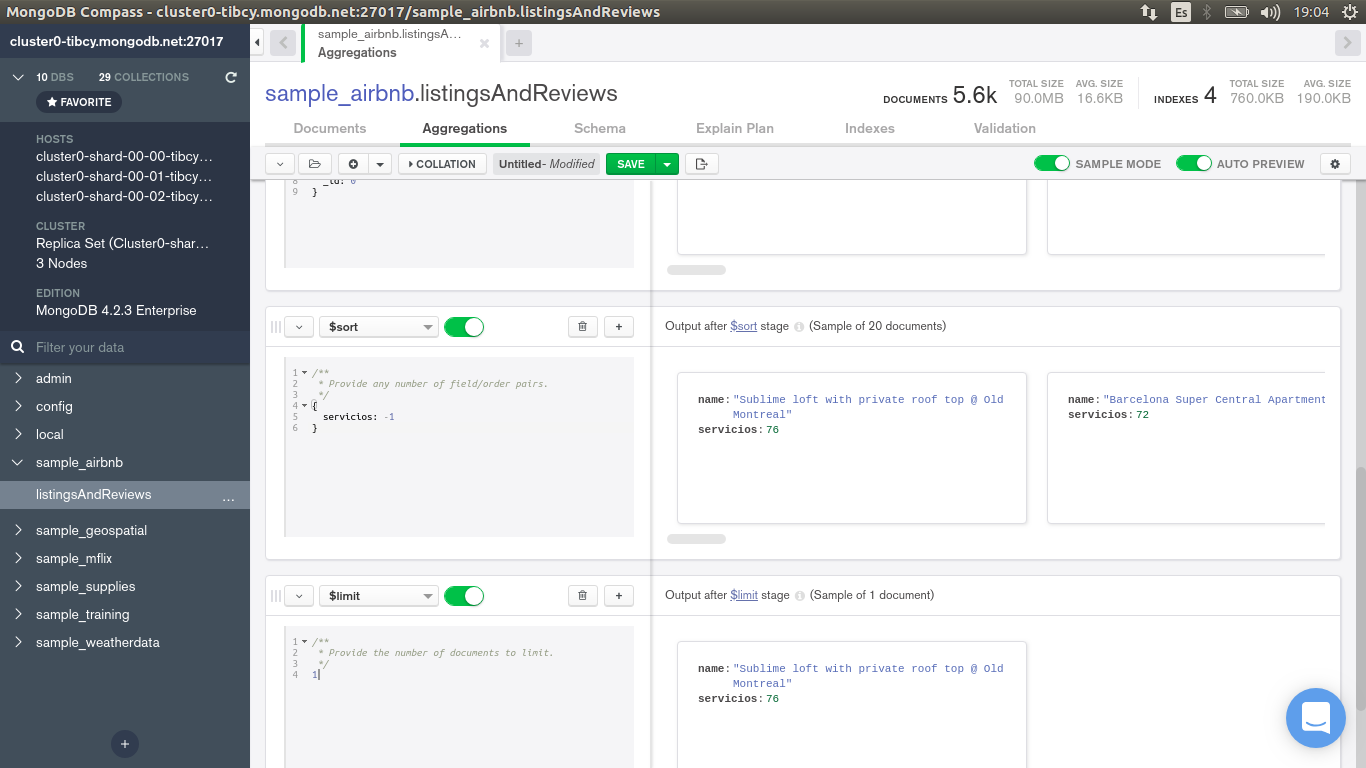 MongoDB Compass - cluster0-tibcy.mongodb.net:27017/sample_airbnb.listingsAndReviews
Es
19:04
cluster0-tibcy.mongodb.net:27017
10 DBS 29 COLLECTIONS
FAVORITE
HOSTS
cluster0-shard-00-00-tibcy...
cluster0-shard-00-01-tibcy...
cluster0-shard-00-02-tibcy...
CLUSTER
Replica Set (Cluster0-shar...
3 Nodes
EDITION
MongoDB 4.2.3 Enterprise
Filter your data
admin
config
local
sample_airbnb
listingsAndReviews ...
sample_geospatial
sample_mflix
sample_supplies
sample_training
sample_weatherdata
+
sample_airbnb.listingsA...
Aggregations
+
sample_airbnb.listingsAndReviews
DOCUMENTS 5.6k
TOTAL SIZE
90.0MB
AVG. SIZE
16.6KB
INDEXES 4
TOTAL SIZE
760.0KB
AVG. SIZE
190.0KB
Documents Aggregations Schema Explain Plan Indexes Validation
COLLATION Untitled- Modified SAVE SAMPLE MODE AUTO PREVIEW
8 _id: 0
9 }
$sort
+
Output after $sort stage (Sample of 20 documents)
1 /**
2 * Provide any number of field/order pairs.
3 */
4 {
5 servicios: -1
6 }
name: "Sublime loft with private roof top @ Old
Montreal"
servicios: 76
name: "Barcelona Super Central Apartment
servicios: 72
$limit
+
Output after $limit stage (Sample of 1 document)
1 /**
2 * Provide the number of documents to limit.
3 */
4 1
name: "Sublime loft with private roof top @ Old
Montreal"
servicios: 76